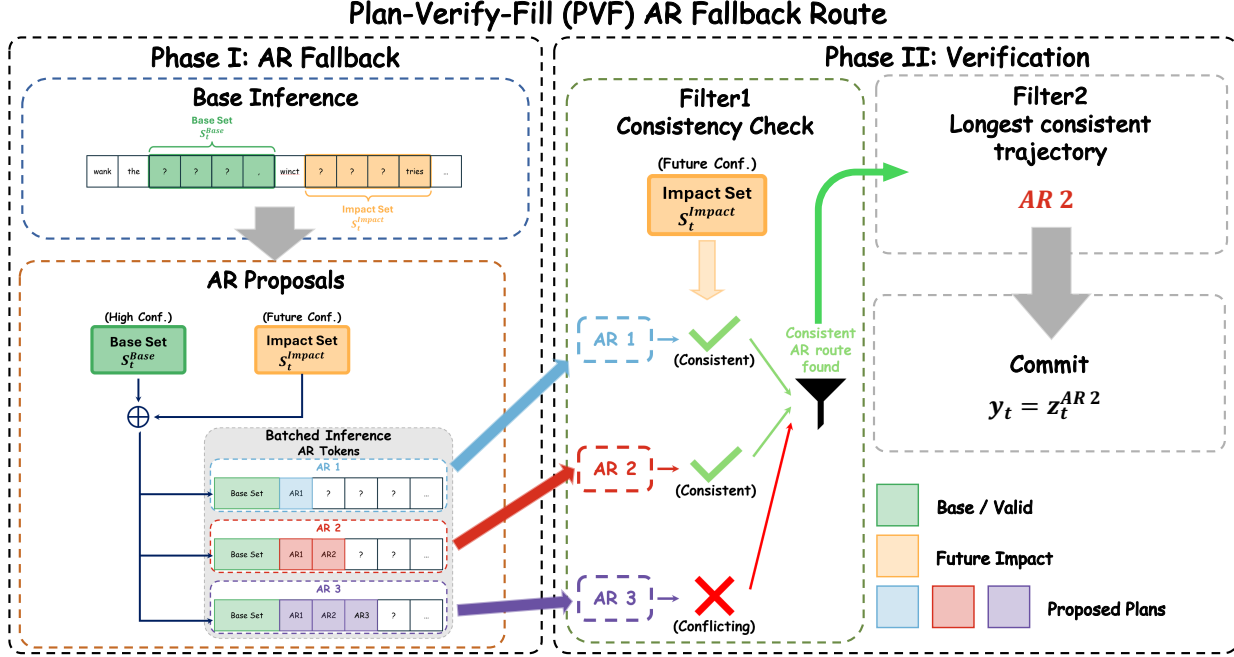 Plan-Verify-Fill (PVF) AR Fallback Route
Phase I: AR Fallback
Base Inference
Base Set
S_t^{Base}
wank the ? ? ? . winct ? ? ? tries ...
Impact Set
S_t^{Impact}
AR Proposals
(High Conf.) (Future Conf.)
Base Set Impact Set
S_t^{Base} S_t^{Impact}
Batched Inference
AR Tokens
AR 1
Base Set AR1 ? ? ? ...
AR 2
Base Set AR1 AR2 ? ? ...
AR 3
Base Set AR1 AR2 AR3 ? ...
Phase II: Verification
Filter1
Consistency Check
(Future Conf.)
Impact Set
S_t^{Impact}
AR 1
(Consistent)
AR 2
(Consistent)
AR 3
(Conflicting)
Consistent
AR route
found
Filter2
Longest consistent
trajectory
AR 2
Commit
y_t = z_t^{AR 2}
Base / Valid
Future Impact
Proposed Plans